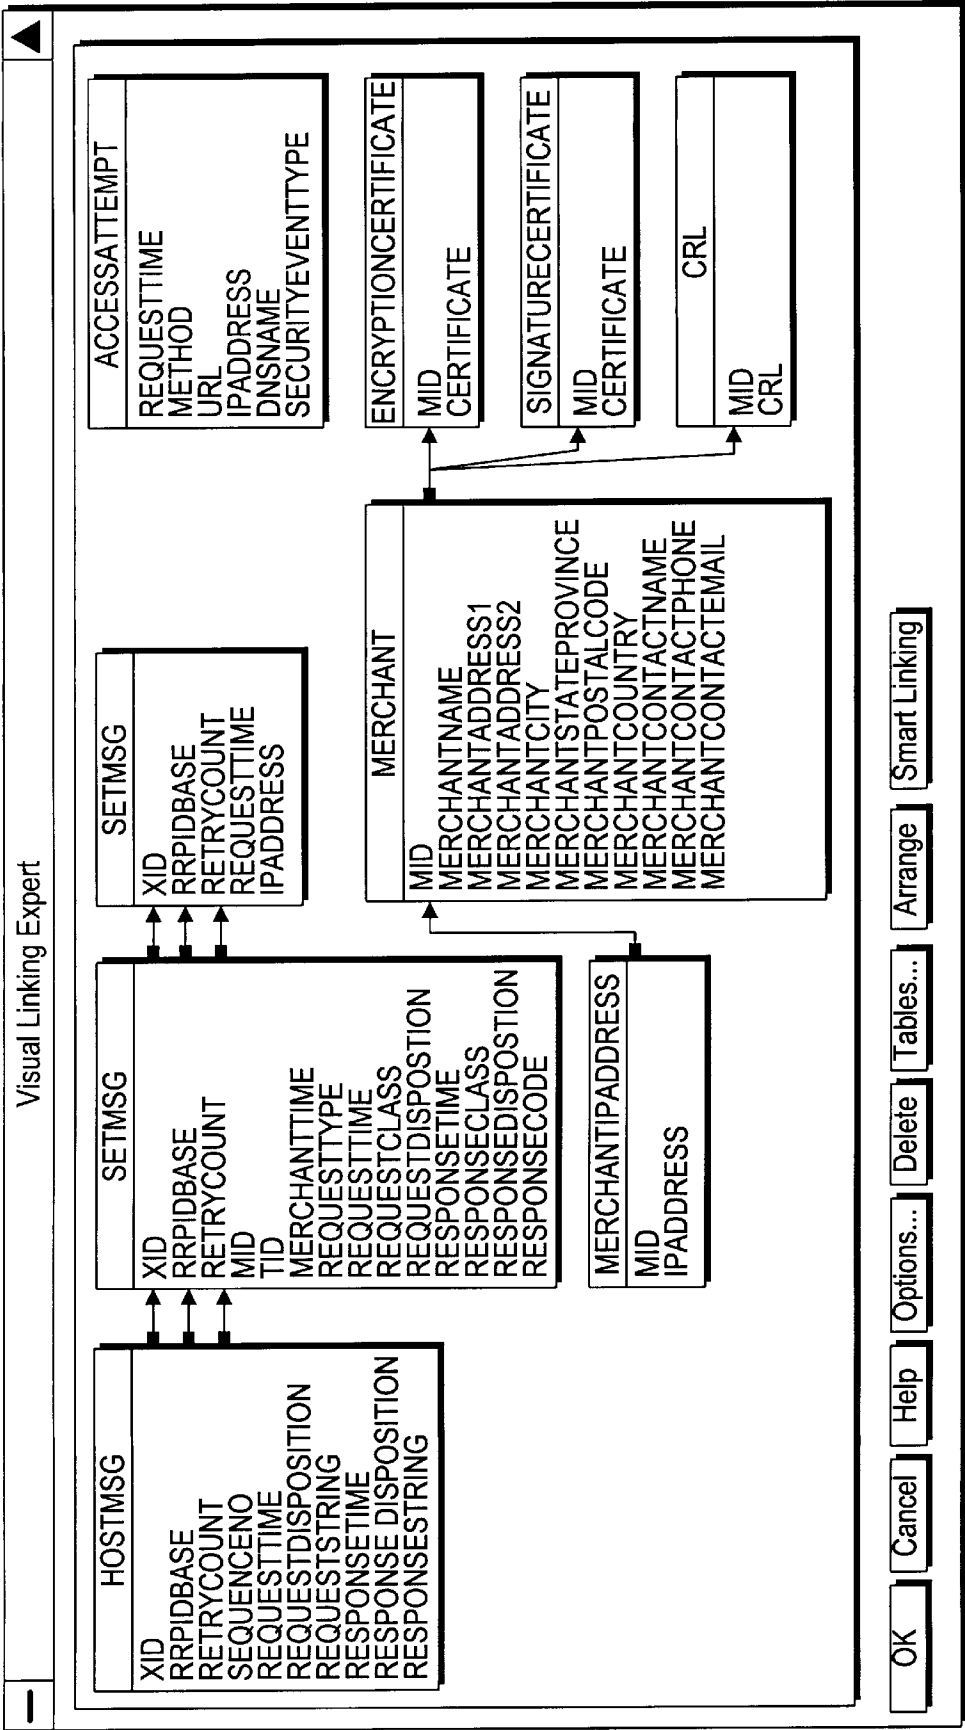 Visual Linking Expert
HOSTMSG
XID
RRPIDBASE
RETRYCOUNT
SEQUENCENO
REQUESTTIME
REQUESTDISPOSITION
REQUESTSTRING
RESPONSETIME
RESPONSE DISPOSITION
RESPONSESTRING
SETMSG
XID
RRPIDBASE
RETRYCOUNT
MID
TID
MERCHANTTIME
REQUESTTYPE
REQUESTTIME
REQUESTCLASS
REQUESTDISPOSTION
RESPONSETIME
RESPONSECLASS
RESPONSEDISPOSTION
RESPONSECODE
SETMSG
XID
RRPIDBASE
RETRYCOUNT
REQUESTTIME
IPADDRESS
ACCESSATTEMPT
REQUESTTIME
METHOD
URL
IPADDRESS
DNSNAME
SECURITYEVENTTYPE
MERCHANTIPADDRESS
MID
IPADDRESS
MERCHANT
MID
MERCHANTNAME
MERCHANTADDRESS1
MERCHANTADDRESS2
MERCHANTCITY
MERCHANTSTATEPROVINCE
MERCHANTPOSTALCODE
MERCHANTCOUNTRY
MERCHANTCONTACTNAME
MERCHANTCONTACTPHONE
MERCHANTCONTACTEMAIL
ENCRYPTIONCERTIFICATE
MID
CERTIFICATE
SIGNATURECERTIFICATE
MID
CERTIFICATE
CRL
MID
CRL
OK
Cancel
Help
Options...
Delete
Tables...
Arrange
Smart Linking